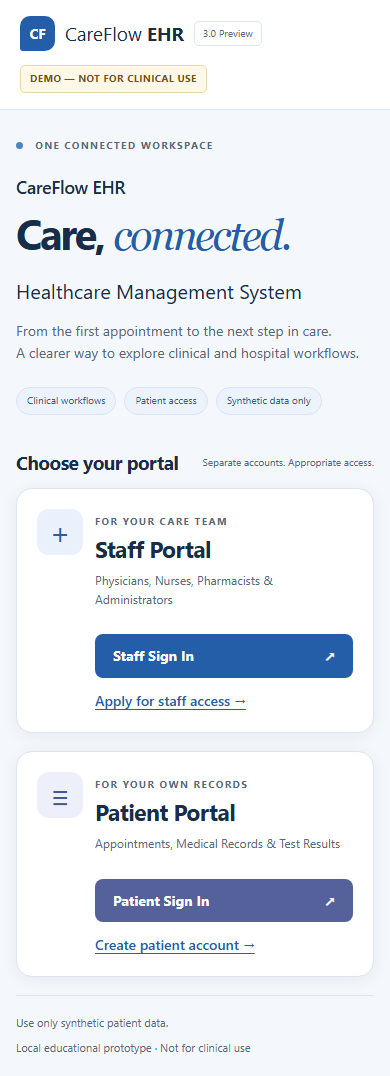 CF CareFlow EHR 3.0 Preview
DEMO — NOT FOR CLINICAL USE
ONE CONNECTED WORKSPACE
CareFlow EHR
Care, connected.
Healthcare Management System
From the first appointment to the next step in care.
A clearer way to explore clinical and hospital workflows.
Clinical workflows Patient access Synthetic data only
Choose your portal Separate accounts. Appropriate access.
FOR YOUR CARE TEAM
Staff Portal
Physicians, Nurses, Pharmacists &
Administrators
Staff Sign In ↗
Apply for staff access →
FOR YOUR OWN RECORDS
Patient Portal
Appointments, Medical Records & Test Results
Patient Sign In ↗
Create patient account →
Use only synthetic patient data.
Local educational prototype · Not for clinical use